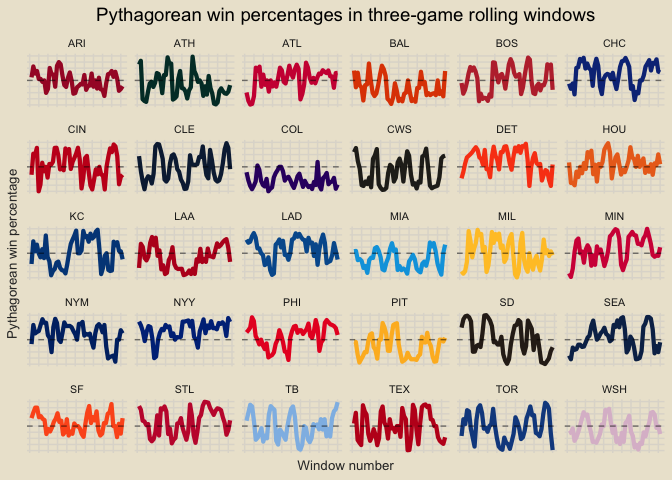 Pythagorean win percentages in three-game rolling windows
ARI ATH ATL BAL BOS CHC
CIN CLE COL CWS DET HOU
KC LAA LAD MIA MIL MIN
NYM NYY PHI PIT SD SEA
SF STL TB TEX TOR WSH
Pythagorean win percentage
Window number